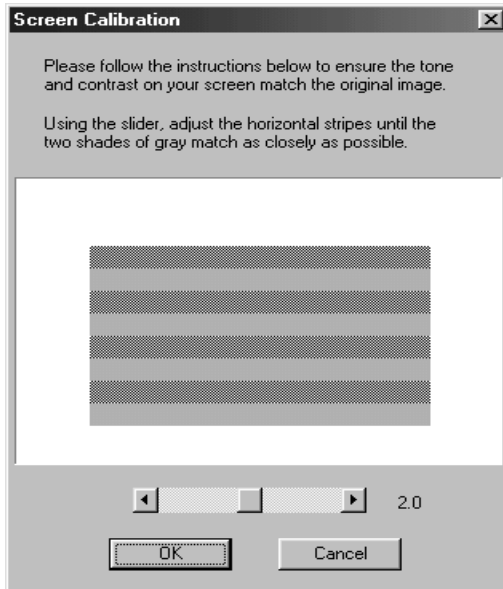 Screen Calibration
Please follow the instructions below to ensure the tone
and contrast on your screen match the original image.
Using the slider, adjust the horizontal stripes until the
two shades of gray match as closely as possible.
2.0
OK
Cancel